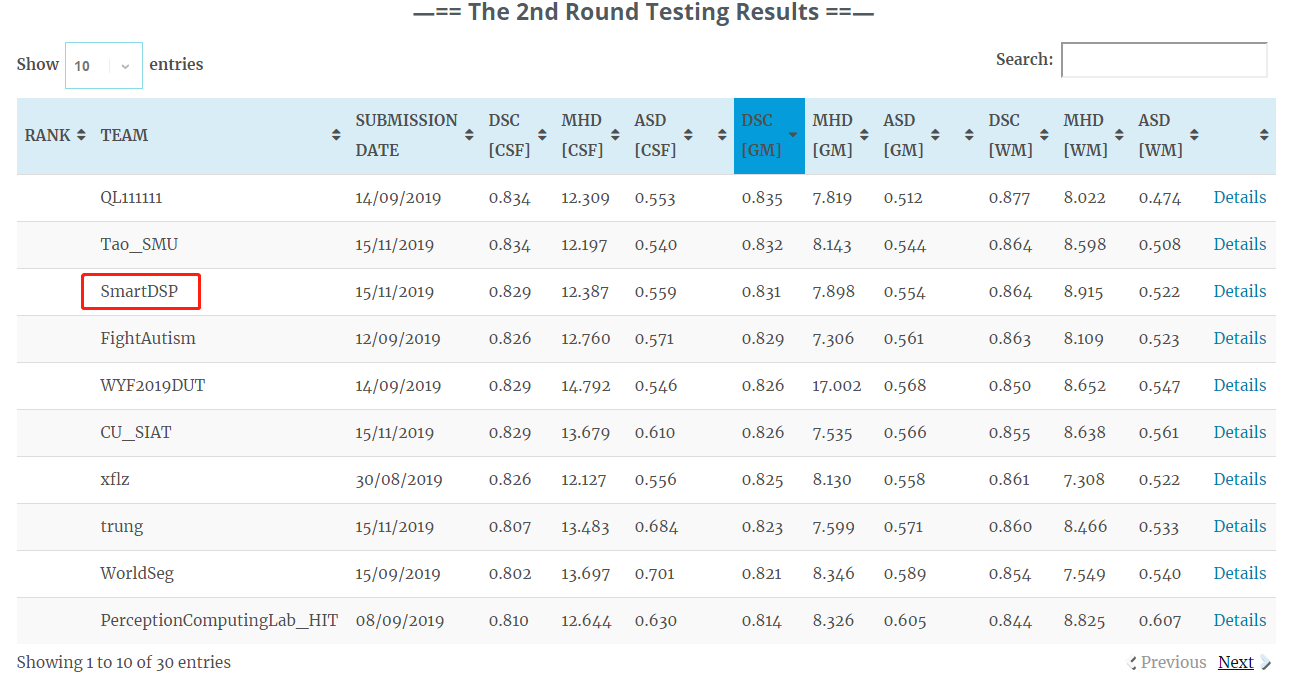 —== The 2nd Round Testing Results ==—
Show 10 entries Search:
RANK TEAM SUBMISSION DATE DSC [CSF] MHD [CSF] ASD [CSF] DSC [GM] MHD [GM] ASD [GM] DSC [WM] MHD [WM] ASD [WM]
QL111111 14/09/2019 0.834 12.309 0.553 0.835 7.819 0.512 0.877 8.022 0.474 Details
Tao_SMU 15/11/2019 0.834 12.197 0.540 0.832 8.143 0.544 0.864 8.598 0.508 Details
SmartDSP 15/11/2019 0.829 12.387 0.559 0.831 7.898 0.554 0.864 8.915 0.522 Details
FightAutism 12/09/2019 0.826 12.760 0.571 0.829 7.306 0.561 0.863 8.109 0.523 Details
WYF2019DUT 14/09/2019 0.829 14.792 0.546 0.826 17.002 0.568 0.850 8.652 0.547 Details
CU_SIAT 15/11/2019 0.829 13.679 0.610 0.826 7.535 0.566 0.855 8.638 0.561 Details
xflz 30/08/2019 0.826 12.127 0.556 0.825 8.130 0.558 0.861 7.308 0.522 Details
trung 15/11/2019 0.807 13.483 0.684 0.823 7.599 0.571 0.860 8.466 0.533 Details
WorldSeg 15/09/2019 0.802 13.697 0.701 0.821 8.346 0.589 0.854 7.549 0.540 Details
PerceptionComputingLab_HIT 08/09/2019 0.810 12.644 0.630 0.814 8.326 0.605 0.844 8.825 0.607 Details
Showing 1 to 10 of 30 entries Previous Next